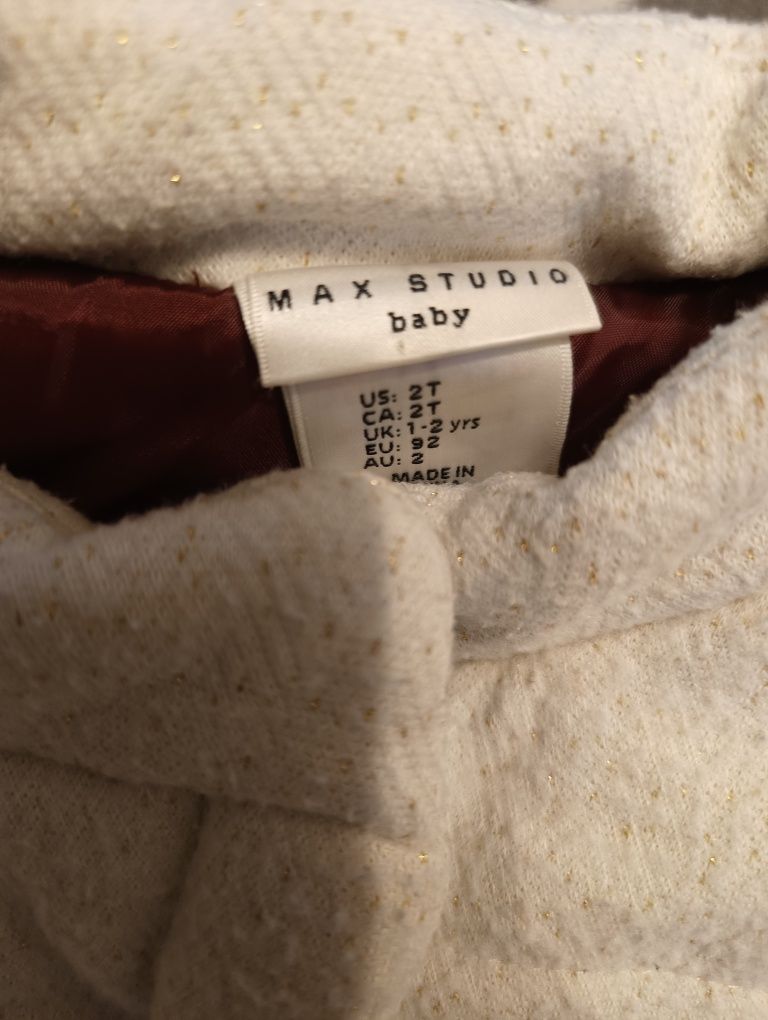 MAX STUDIO
baby
US: 2T
CA: 2T
UK: 1-2 yrs
EU: 92
AU: 2
MADE IN